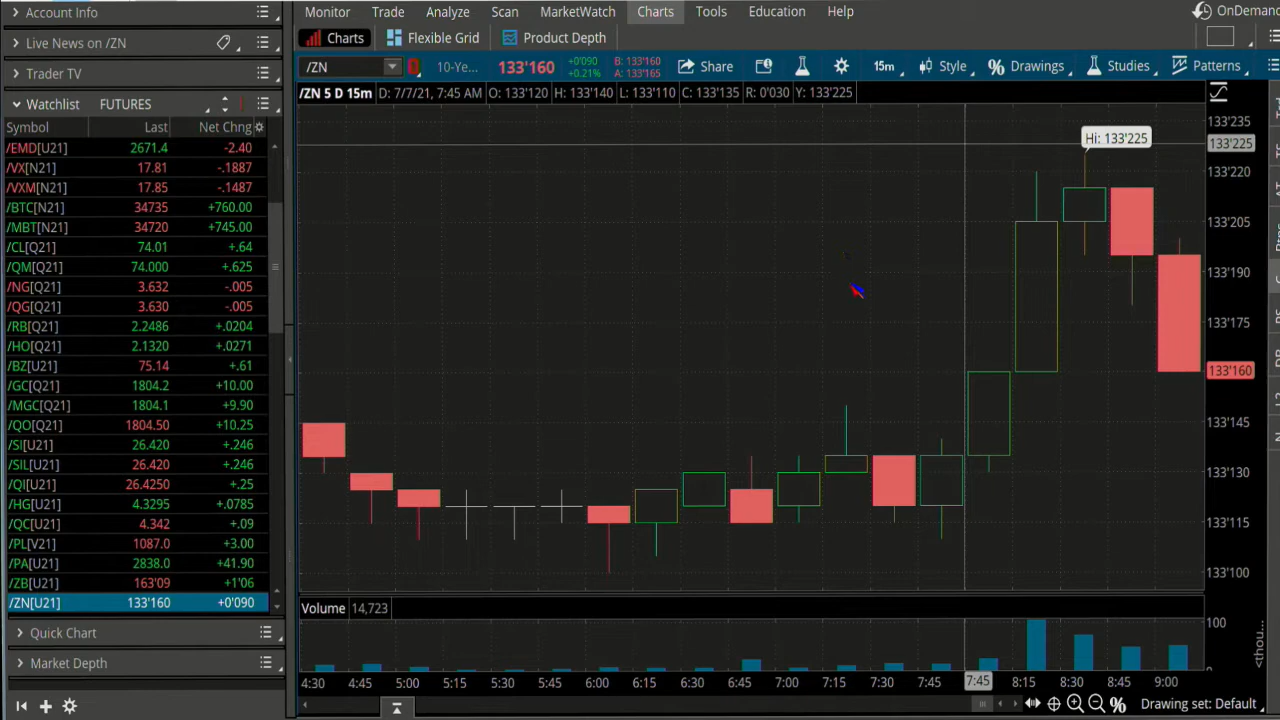 Account Info
Live News on /ZN
Trader TV
Watchlist FUTURES
Symbol Last Net Chng
/EMD[U21] 2671.4 -2.40
/VX[N21] 17.81 -.1887
/VXM[N21] 17.85 -.1487
/BTC[N21] 34735 +760.00
/MBT[N21] 34720 +745.00
/CL[Q21] 74.01 +.64
/QM[Q21] 74.000 +.625
/NG[Q21] 3.632 -.005
/QG[Q21] 3.630 -.005
/RB[Q21] 2.2486 +.0204
/HO[Q21] 2.1320 +.0271
/BZ[U21] 75.14 +.61
/GC[Q21] 1804.2 +10.00
/MGC[Q21] 1804.1 +9.90
/QO[Q21] 1804.50 +10.25
/SI[U21] 26.420 +.246
/SIL[U21] 26.420 +.246
/QI[U21] 26.4250 +.25
/HG[U21] 4.3295 +.0785
/QC[U21] 4.342 +.09
/PL[V21] 1087.0 +3.00
/PA[U21] 2838.0 +41.90
/ZB[U21] 163'09 +1'06
/ZN[U21] 133'160 +0'090
Quick Chart
Market Depth
Monitor Trade Analyze Scan MarketWatch Charts Tools Education Help OnDemand
Charts Flexible Grid Product Depth
/ZN 10-Ye... 133'160 +0'090 +0.21% B: 133'160 A: 133'165 Share 15m Style Drawings Studies Patterns
/ZN 5 D 15m D: 7/7/21, 7:45 AM O: 133'120 H: 133'140 L: 133'110 C: 133'135 R: 0'030 Y: 133'225
Hi: 133'225
133'235
133'225
133'220
133'205
133'190
133'175
133'160
133'145
133'130
133'115
133'100
Volume 14,723
100
0
<thou...
4:30 4:45 5:00 5:15 5:30 5:45 6:00 6:15 6:30 6:45 7:00 7:15 7:30 7:45 7:45 8:15 8:30 8:45 9:00
Drawing set: Default